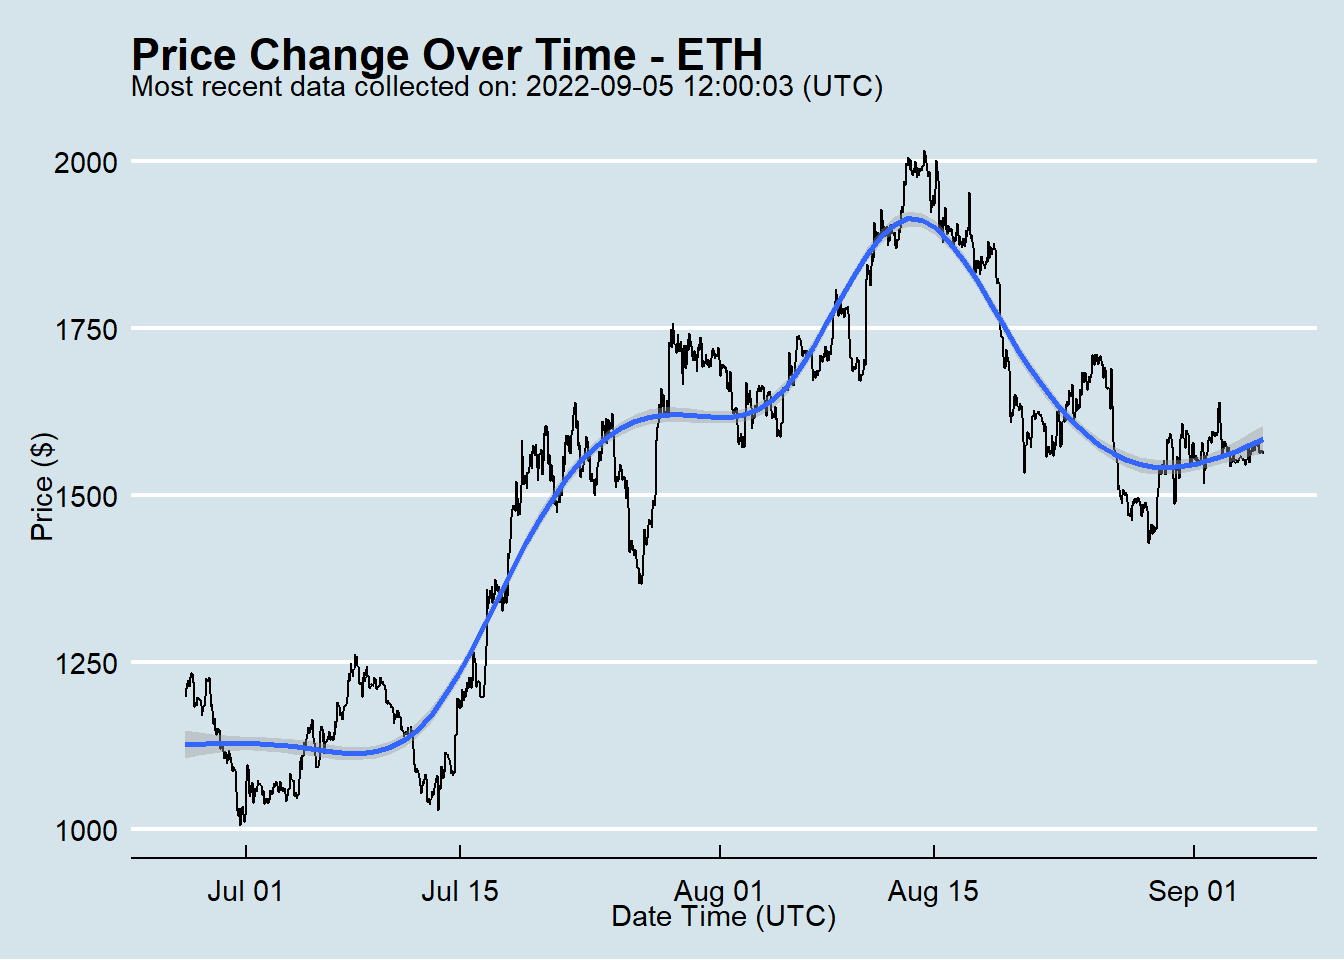 Price Change Over Time - ETH
Most recent data collected on: 2022-09-05 12:00:03 (UTC)
2000
1750
1500
1250
1000
Price ($)
Jul 01
Jul 15
Aug 01
Aug 15
Sep 01
Date Time (UTC)